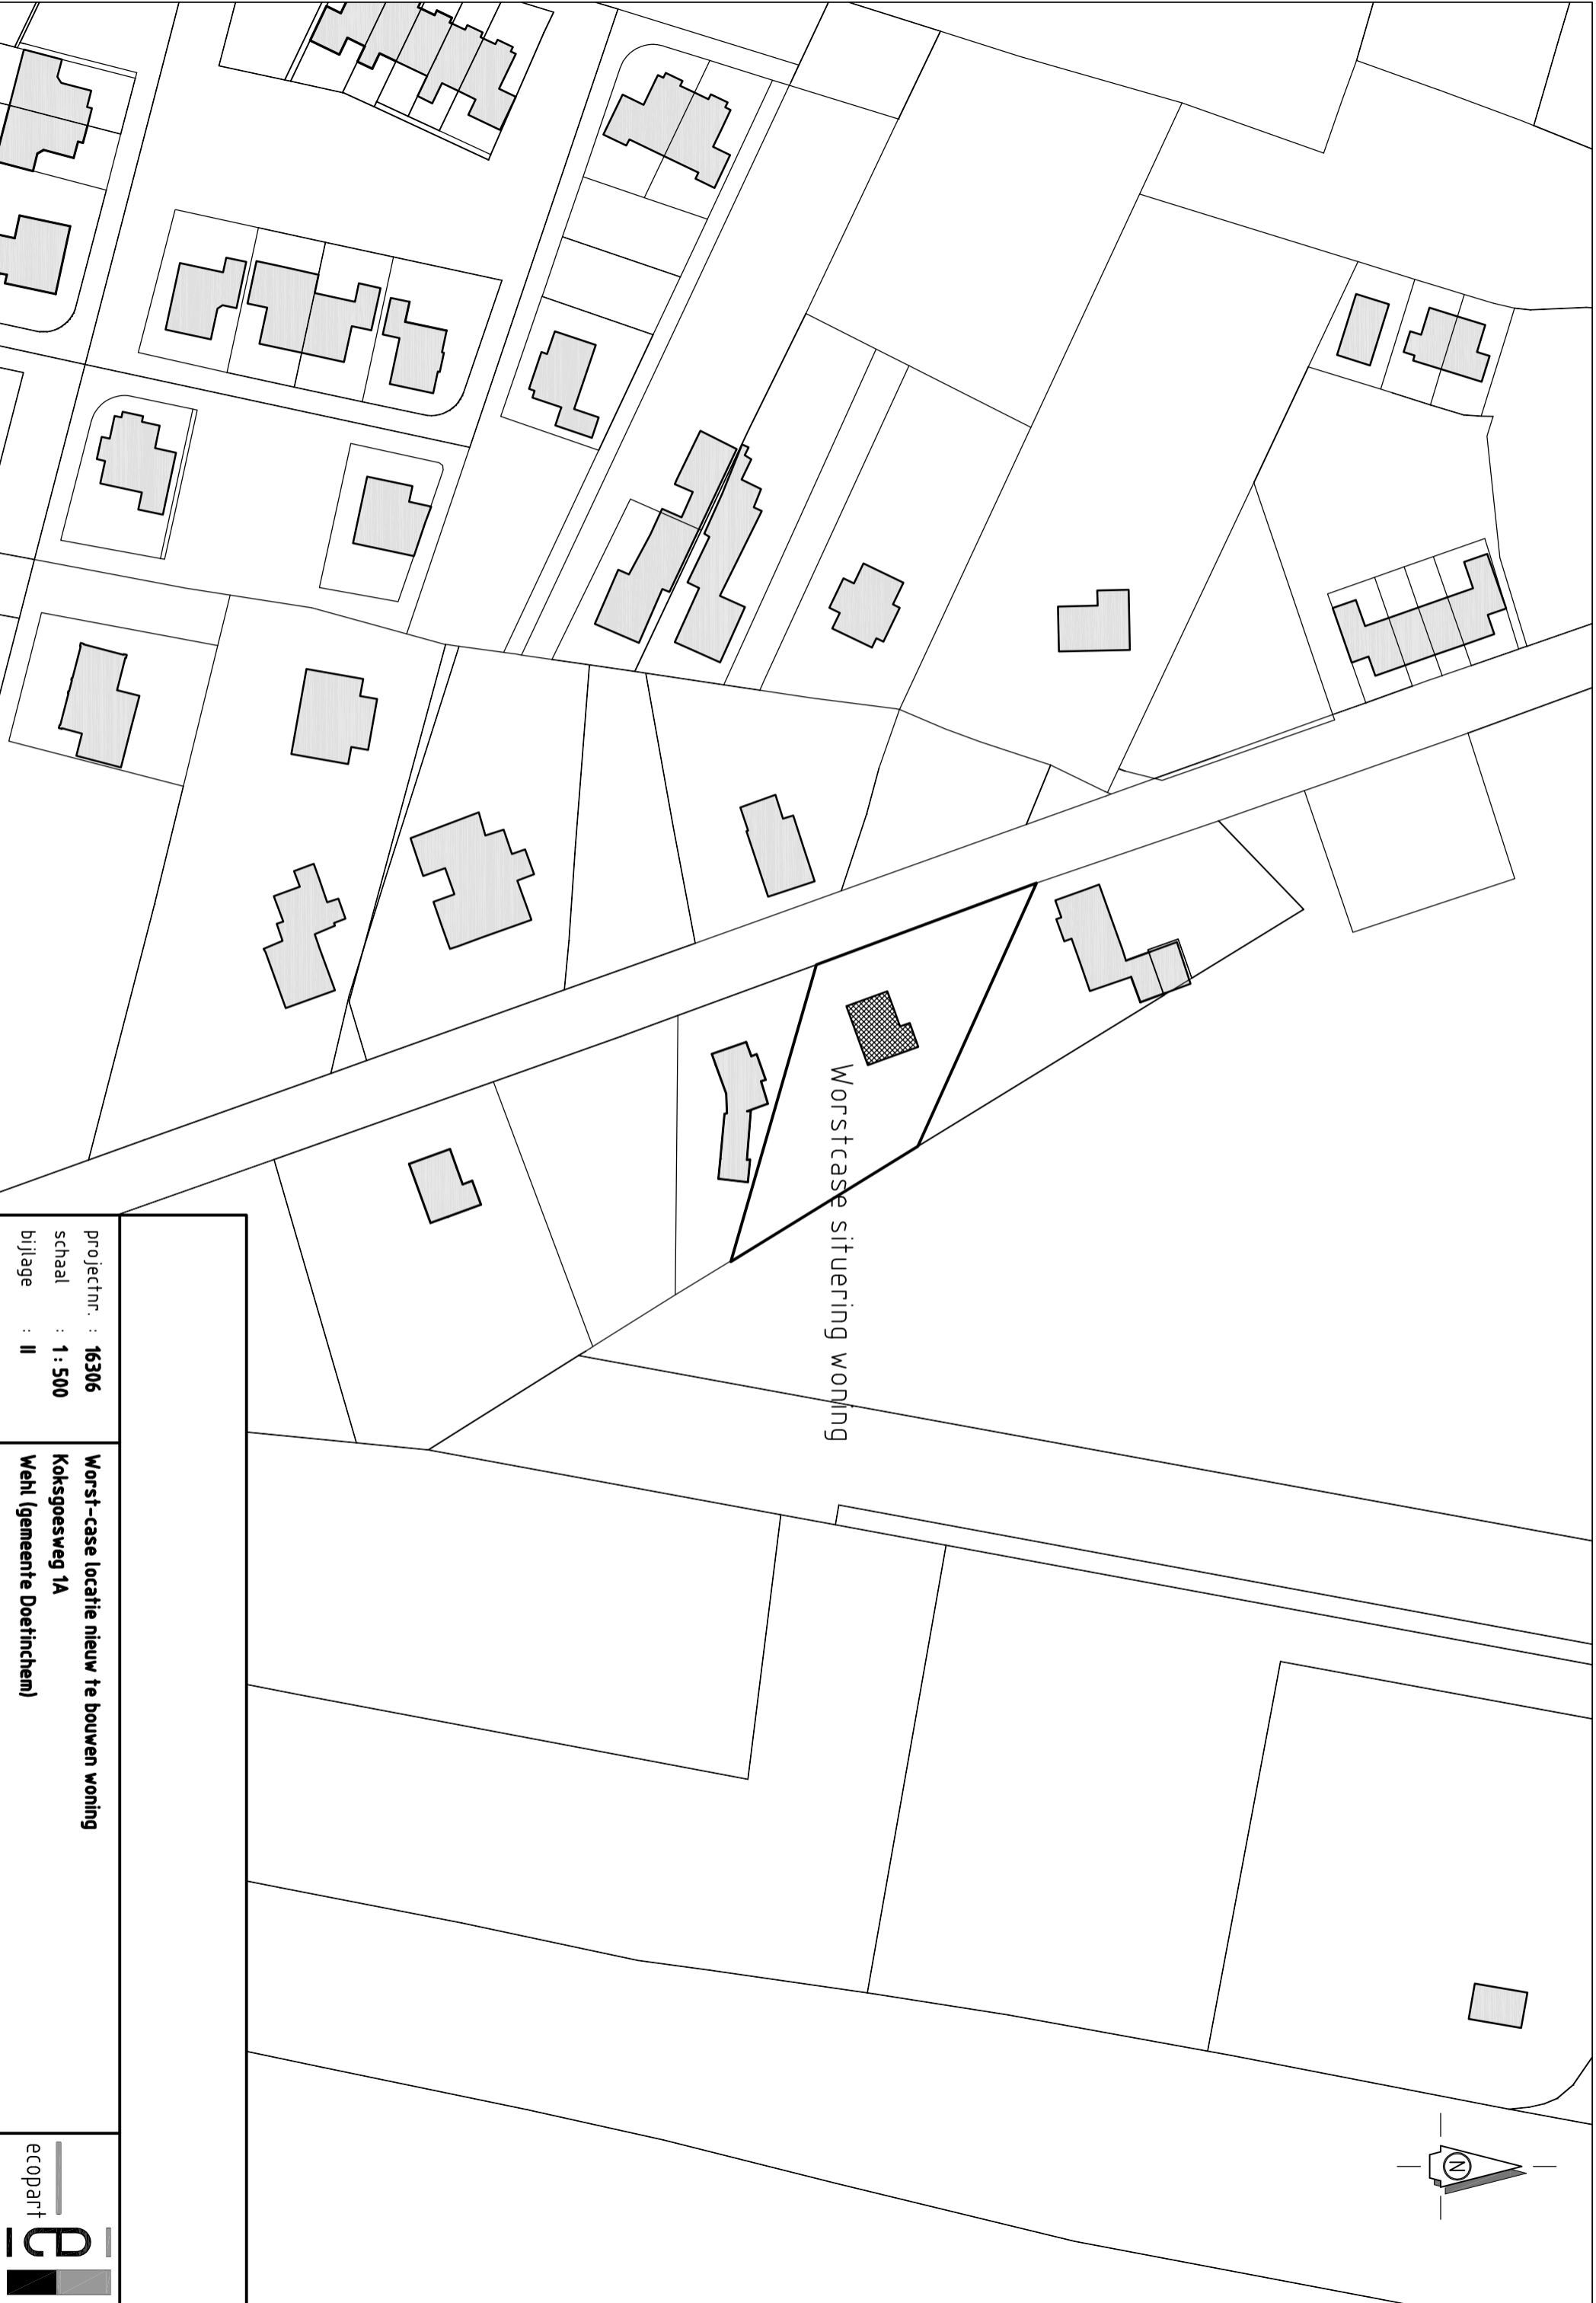 Worstcase situering woning
N
projectnr. : 16306
schaal : 1 : 500
bijlage : II
Worst-case locatie nieuw te bouwen woning
Koksgoesweg 1A
Wehl (gemeente Doetinchem)
ecopart
e